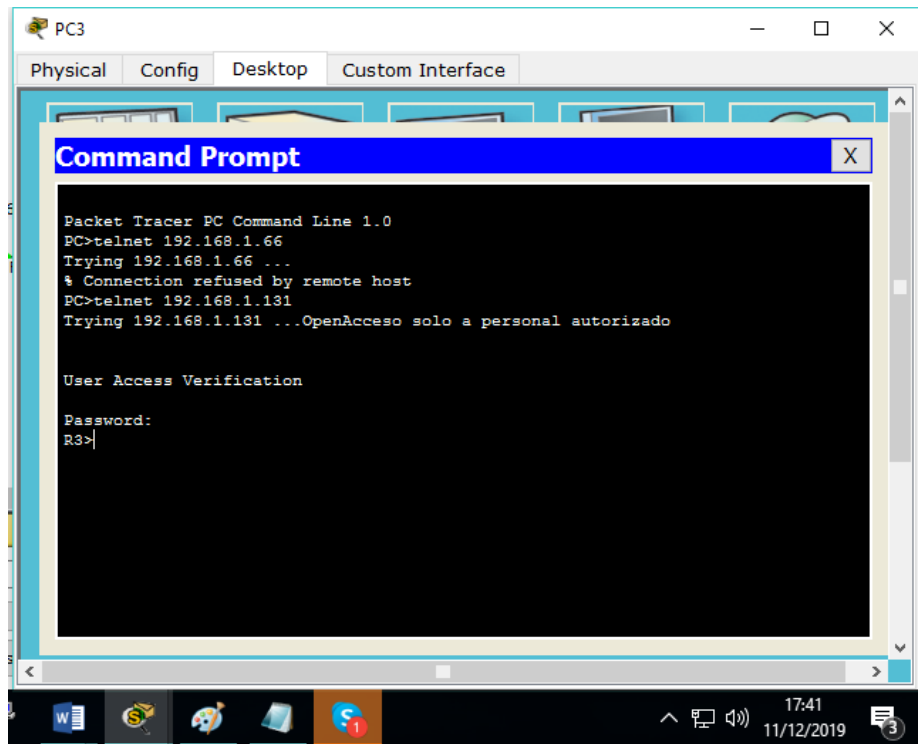 PC3
Physical Config Desktop Custom Interface
Command Prompt X
Packet Tracer PC Command Line 1.0
PC>telnet 192.168.1.66
Trying 192.168.1.66 ...
% Connection refused by remote host
PC>telnet 192.168.1.131
Trying 192.168.1.131 ...OpenAcceso solo a personal autorizado
User Access Verification
Password:
R3>
17:41
11/12/2019
1
3